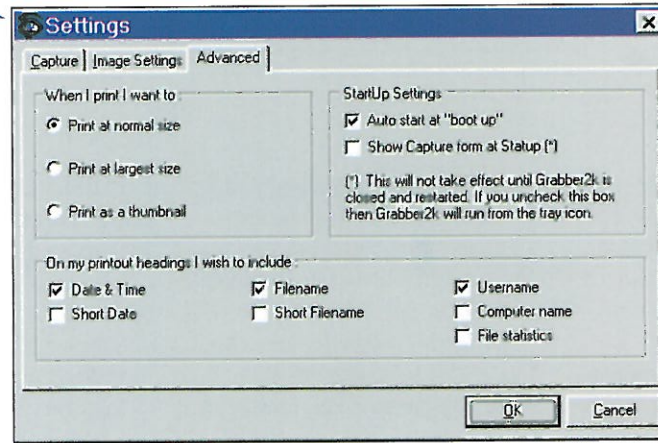 Settings
Capture
Image Settings
Advanced
When I print I want to
Print at normal size
Print at largest size
Print as a thumbnail
StartUp Settings
Auto start at "boot up"
Show Capture form at Statup (*)
(*) This will not take effect until Grabber2k is
closed and restarted. If you uncheck this box
then Grabber2k will run from the tray icon.
On my printout headings I wish to include :
Date & Time
Short Date
Filename
Short Filename
Username
Computer name
File statistics
OK
Cancel